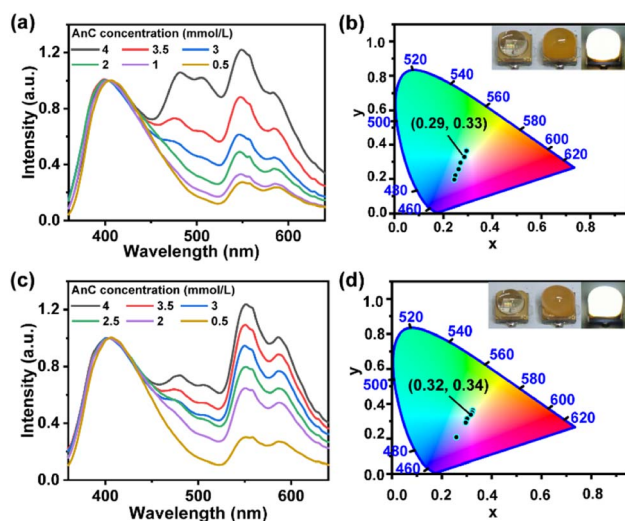 (a)
AnC concentration (mmol/L)
4 3.5 3
2 1 0.5
Intensity (a.u.)
1.2
0.8
0.4
0.0
400 450 500 550 600
Wavelength (nm)
(b)
y
1.0
0.8
0.6
0.4
0.2
0.0
520
540
560
580
600
620
500
480
460
(0.29, 0.33)
0.0 0.2 0.4 0.6 0.8
x
(c)
AnC concentration (mmol/L)
4 3.5 3
2.5 2 0.5
Intensity (a.u.)
1.2
0.8
0.4
0.0
400 450 500 550 600
Wavelength (nm)
(d)
y
1.0
0.8
0.6
0.4
0.2
0.0
520
540
560
580
600
620
500
480
460
(0.32, 0.34)
0.0 0.2 0.4 0.6 0.8
x